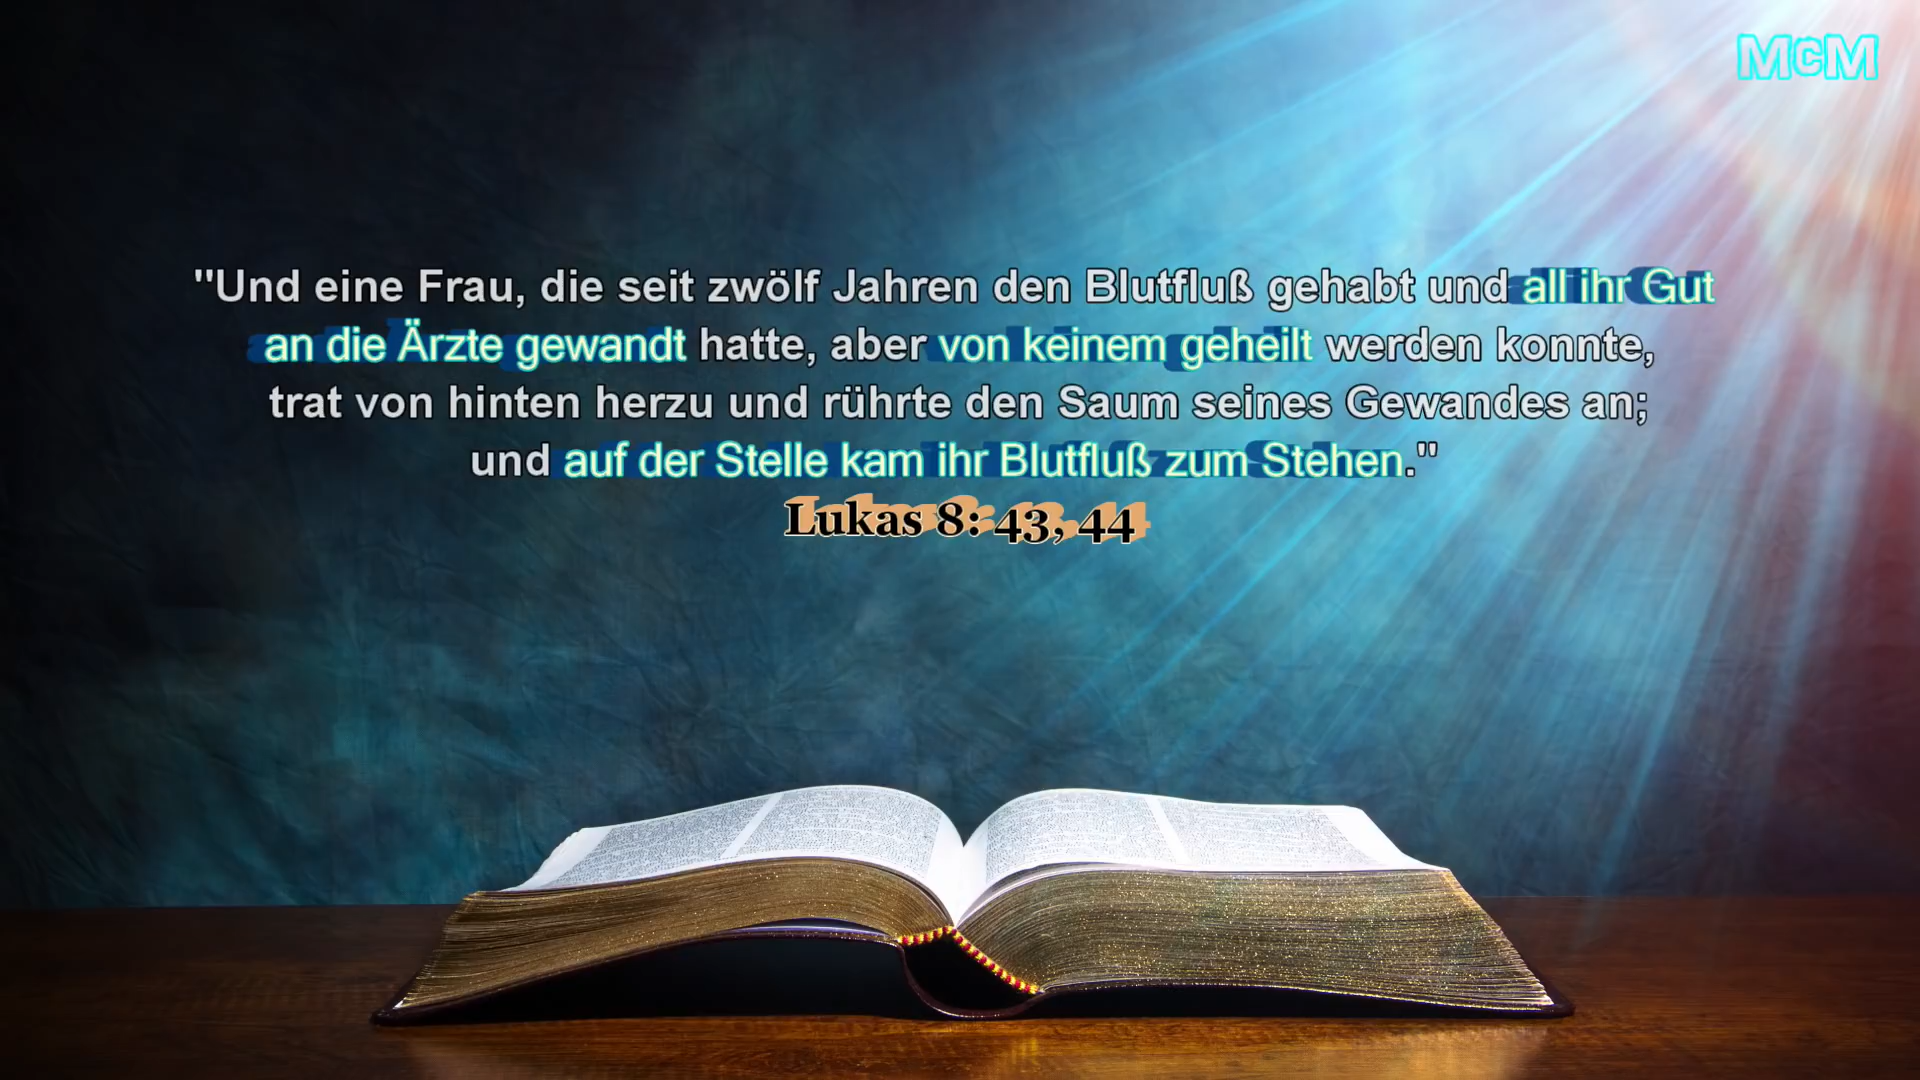 McM
"Und eine Frau, die seit zwölf Jahren den Blutfluß gehabt und all ihr Gut
an die Ärzte gewandt hatte, aber von keinem geheilt werden konnte,
trat von hinten herzu und rührte den Saum seines Gewandes an;
und auf der Stelle kam ihr Blutfluß zum Stehen."
Lukas 8: 43, 44